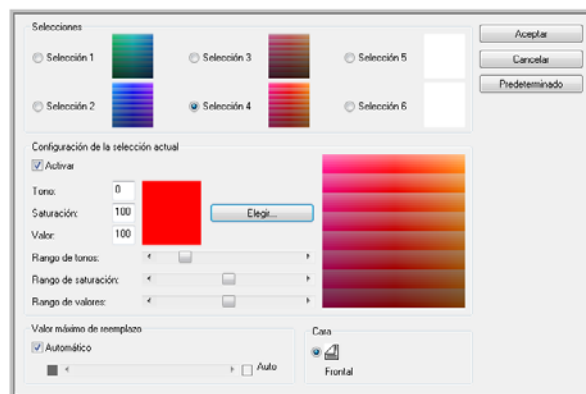 Selecciones
Selección 1
Selección 3
Selección 5
Selección 2
Selección 4
Selección 6
Aceptar
Cancelar
Predeterminado
Configuración de la selección actual
Activar
Tono: 0
Saturación: 100
Valor: 100
Elegir...
Rango de tonos:
Rango de saturación:
Rango de valores:
Valor máximo de reemplazo
Automático
Auto
Cara
Frontal